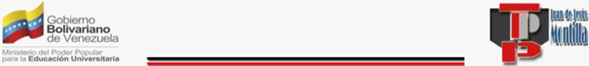 Gobierno
Bolivariano
de Venezuela
Ministerio del Poder Popular
para la Educación Universitaria
Juan de Jesús
Montilla